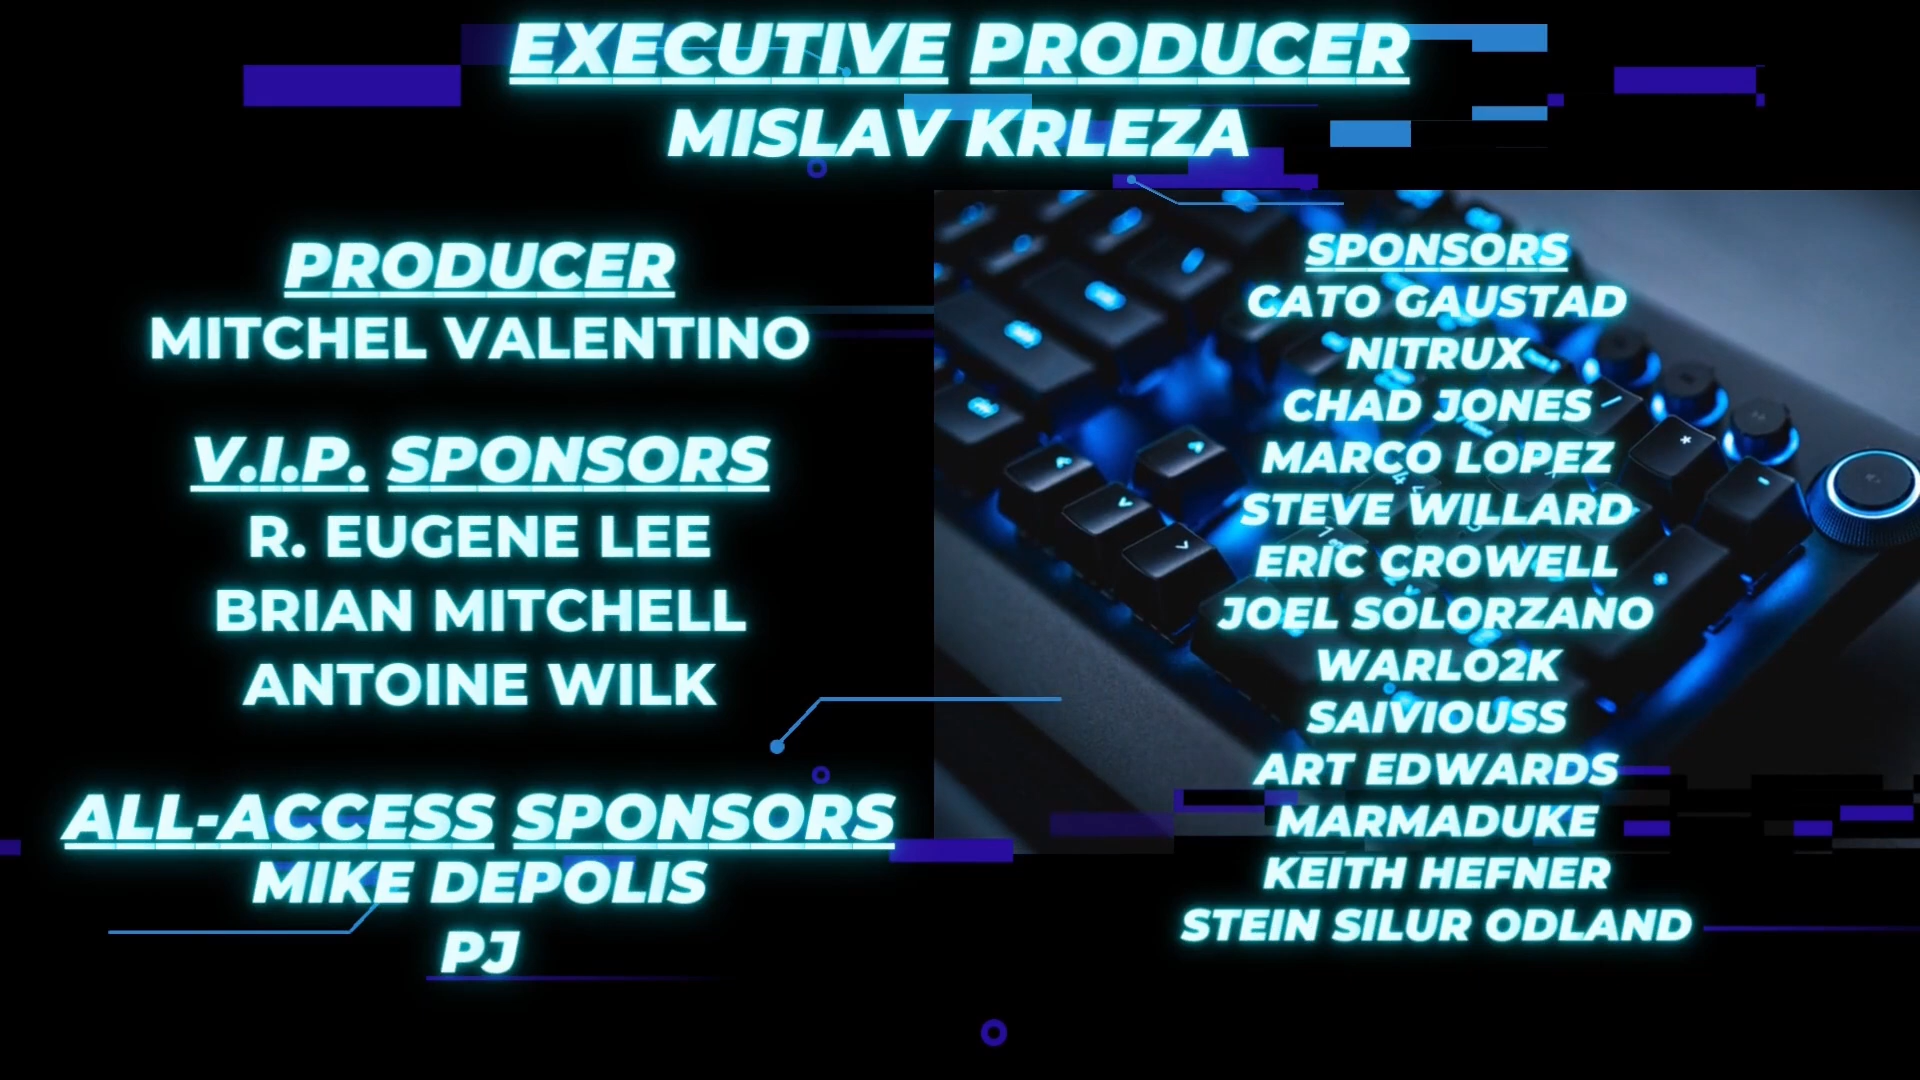 EXECUTIVE PRODUCER
MISLAV KRLEZA
PRODUCER
MITCHEL VALENTINO
V.I.P. SPONSORS
R. EUGENE LEE
BRIAN MITCHELL
ANTOINE WILK
ALL-ACCESS SPONSORS
MIKE DEPOLIS
PJ
SPONSORS
CATO GAUSTAD
NITRUX
CHAD JONES
MARCO LOPEZ
STEVE WILLARD
ERIC CROWELL
JOEL SOLORZANO
WARLO2K
SAIVIOUSS
ART EDWARDS
MARMADUKE
KEITH HEFNER
STEIN SILUR ODLAND